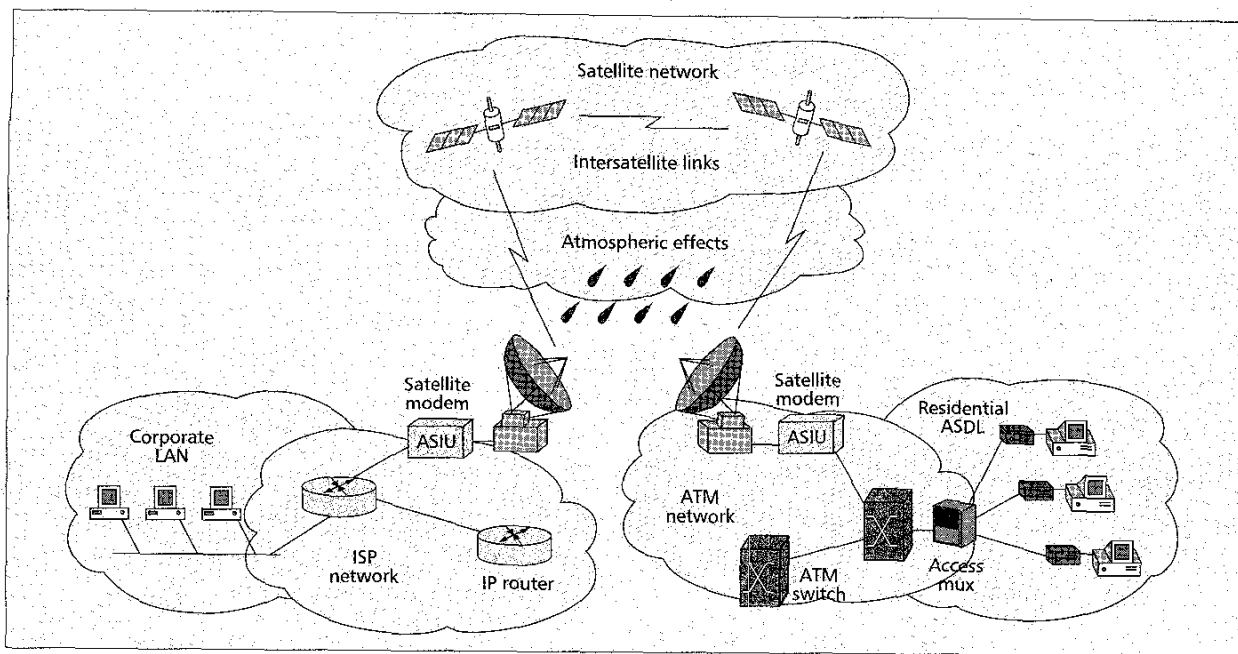 Satellite network
Intersatellite links
Atmospheric effects
Satellite
modem
ASIU
Corporate
LAN
ISP
network
IP router
Satellite
modem
ASIU
Residential
ASDL
ATM
network
ATM
switch
Access
mux